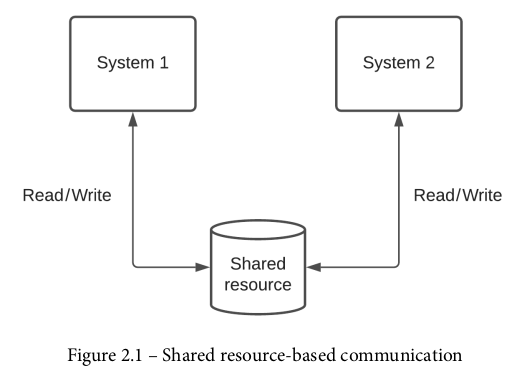 System 1
System 2
Read/Write
Read/Write
Shared
resource
Figure 2.1 – Shared resource-based communication